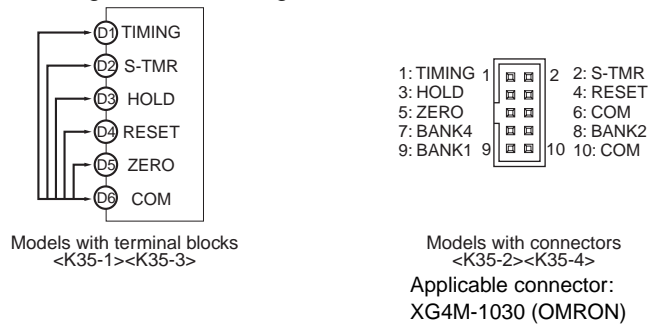 D1 TIMING
D2 S-TMR
D3 HOLD
D4 RESET
D5 ZERO
D6 COM
Models with terminal blocks
<K35-1><K35-3>
1: TIMING 1 2 2: S-TMR
3: HOLD 4: RESET
5: ZERO 6: COM
7: BANK4 8: BANK2
9: BANK1 9 10 10: COM
Models with connectors
<K35-2><K35-4>
Applicable connector:
XG4M-1030 (OMRON)